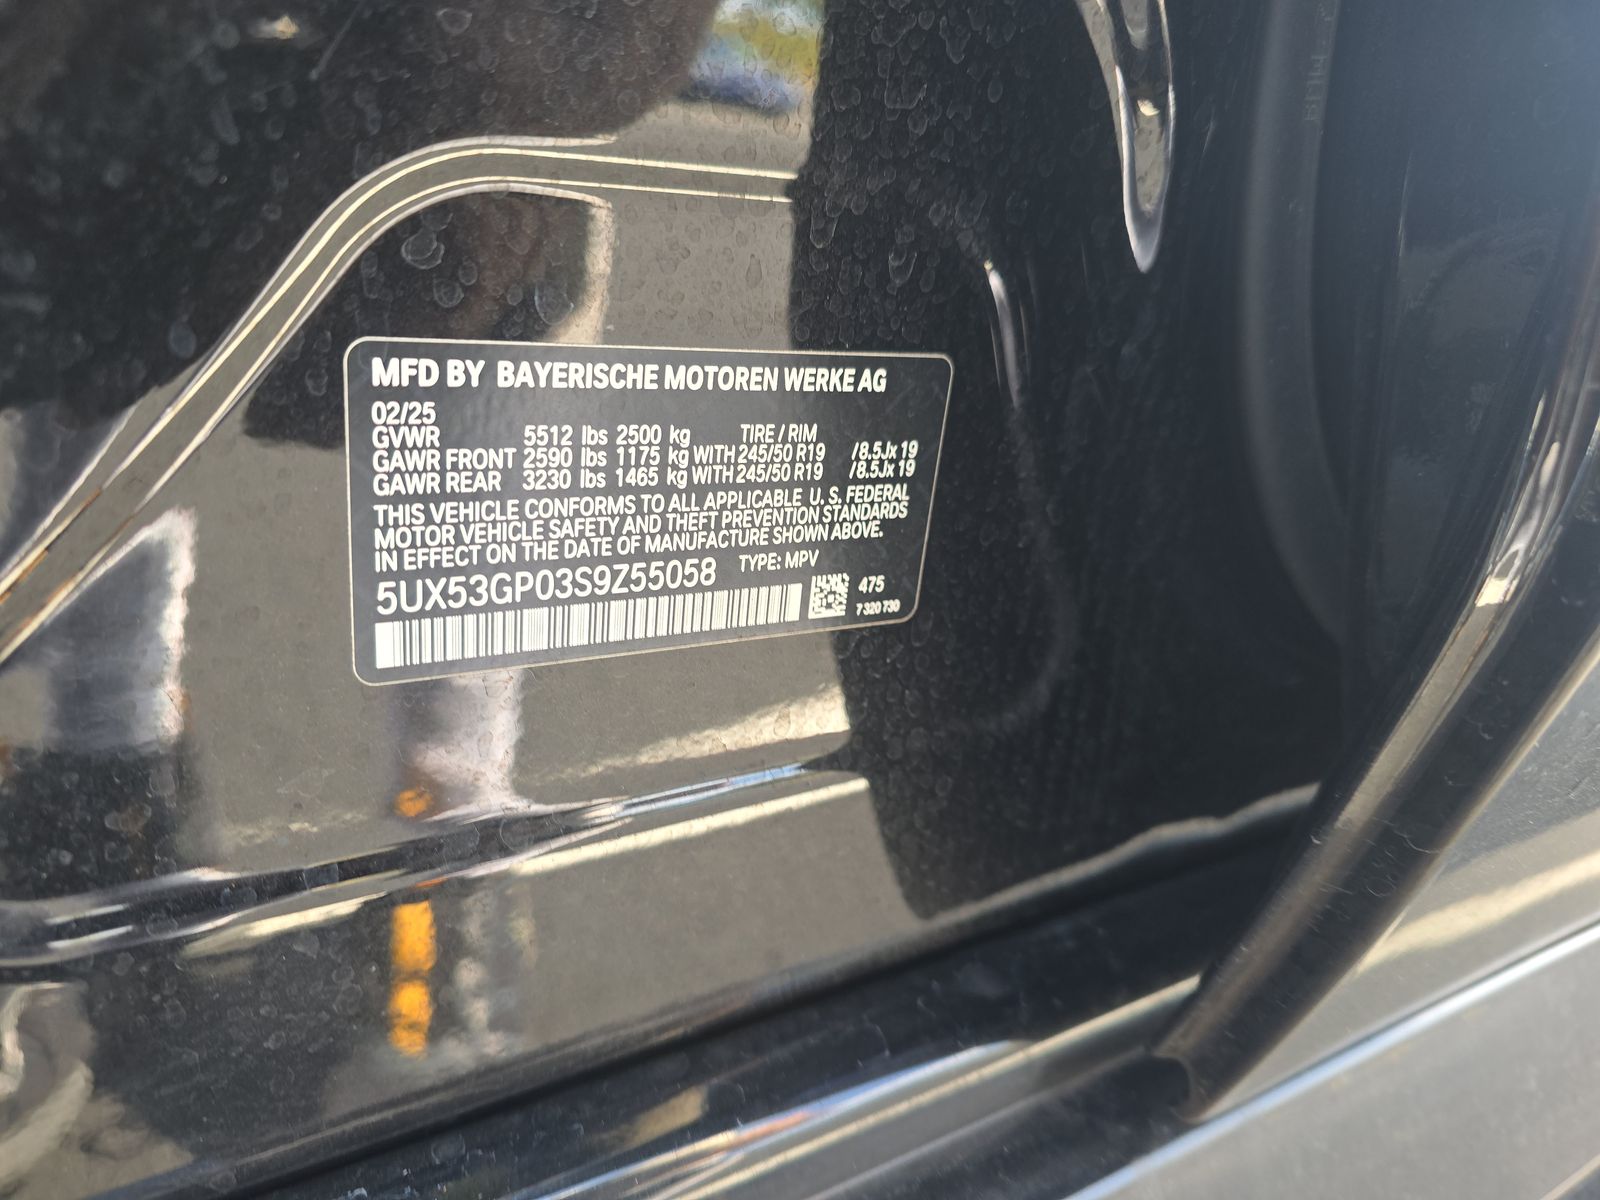 MFD BY BAYERISCHE MOTOREN WERKE AG
02/25
GVWR 5512 lbs 2500 kg TIRE / RIM
GAWR FRONT 2590 lbs 1175 kg WITH 245/50 R19 /8.5Jx 19
GAWR REAR 3230 lbs 1465 kg WITH 245/50 R19 /8.5Jx 19
THIS VEHICLE CONFORMS TO ALL APPLICABLE U. S. FEDERAL
MOTOR VEHICLE SAFETY AND THEFT PREVENTION STANDARDS
IN EFFECT ON THE DATE OF MANUFACTURE SHOWN ABOVE.
5UX53GP03S9Z55058 TYPE: MPV
475
7 320 730